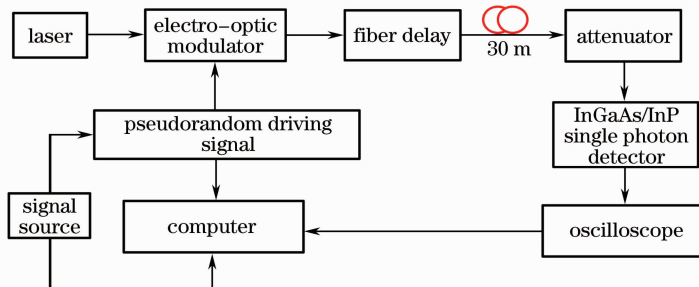 laser
electro-optic
modulator
fiber delay
30 m
attenuator
pseudorandom driving
signal
InGaAs/InP
single photon
detector
signal
source
computer
oscilloscope